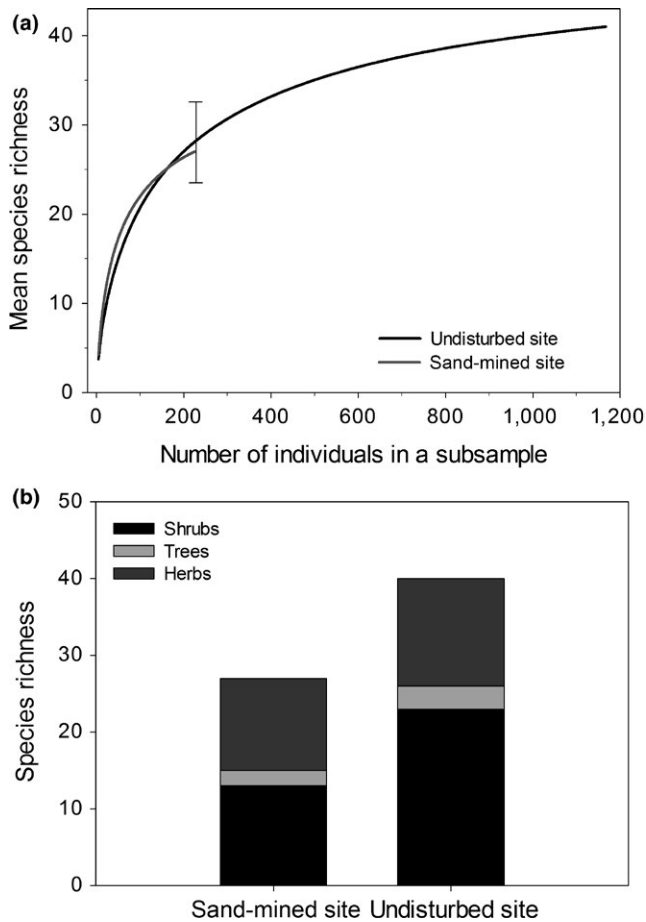 (a)
40
30
20
10
0
Mean species richness
Undisturbed site
Sand-mined site
0 200 400 600 800 1,000 1,200
Number of individuals in a subsample
(b)
50
40
30
20
10
0
Species richness
Shrubs
Trees
Herbs
Sand-mined site Undisturbed site